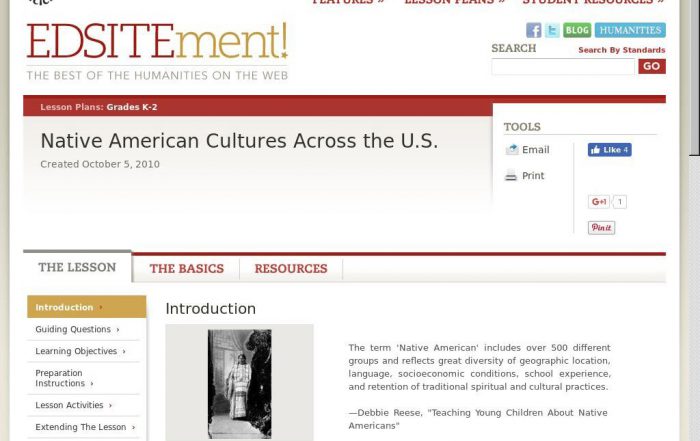 FEATURES » LESSON PLANS » STUDENT RESOURCES »
EDSITEment!
THE BEST OF THE HUMANITIES ON THE WEB
f t BLOG HUMANITIES
SEARCH Search By Standards
GO
Lesson Plans: Grades K-2
Native American Cultures Across the U.S.
Created October 5, 2010
TOOLS
Email
Like 4
Print
G+1 1
Pin it
THE LESSON THE BASICS RESOURCES
Introduction ›
Guiding Questions ›
Learning Objectives ›
Preparation
Instructions ›
Lesson Activities ›
Extending The Lesson ›
Introduction
The term 'Native American' includes over 500 different
groups and reflects great diversity of geographic location,
language, socioeconomic conditions, school experience,
and retention of traditional spiritual and cultural practices.
—Debbie Reese, "Teaching Young Children About Native
Americans"